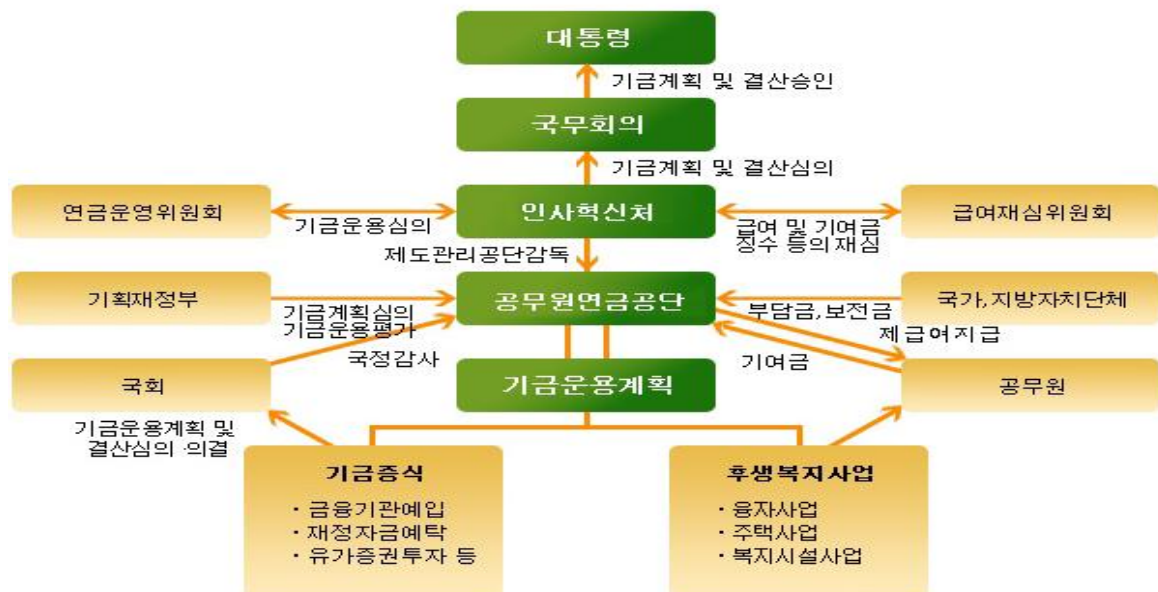 대통령
기금계획 및 결산승인
국무회의
기금계획 및 결산심의
연금운영위원회
기금운용심의
인사혁신처
급여 및 기여금
징수 등의 재심
급여재심위원회
제도관리공단감독
기획재정부
기금계획심의
기금운용평가
공무원연금공단
부담금,보전금
국가,지방자치단체
제급여지급
국정감사
기여금
국회
기금운용계획
공무원
기금운용계획 및
결산심의·의결
기금증식
· 금융기관예입
· 재정자금예탁
· 유가증권투자 등
후생복지사업
· 융자사업
· 주택사업
· 복지시설사업